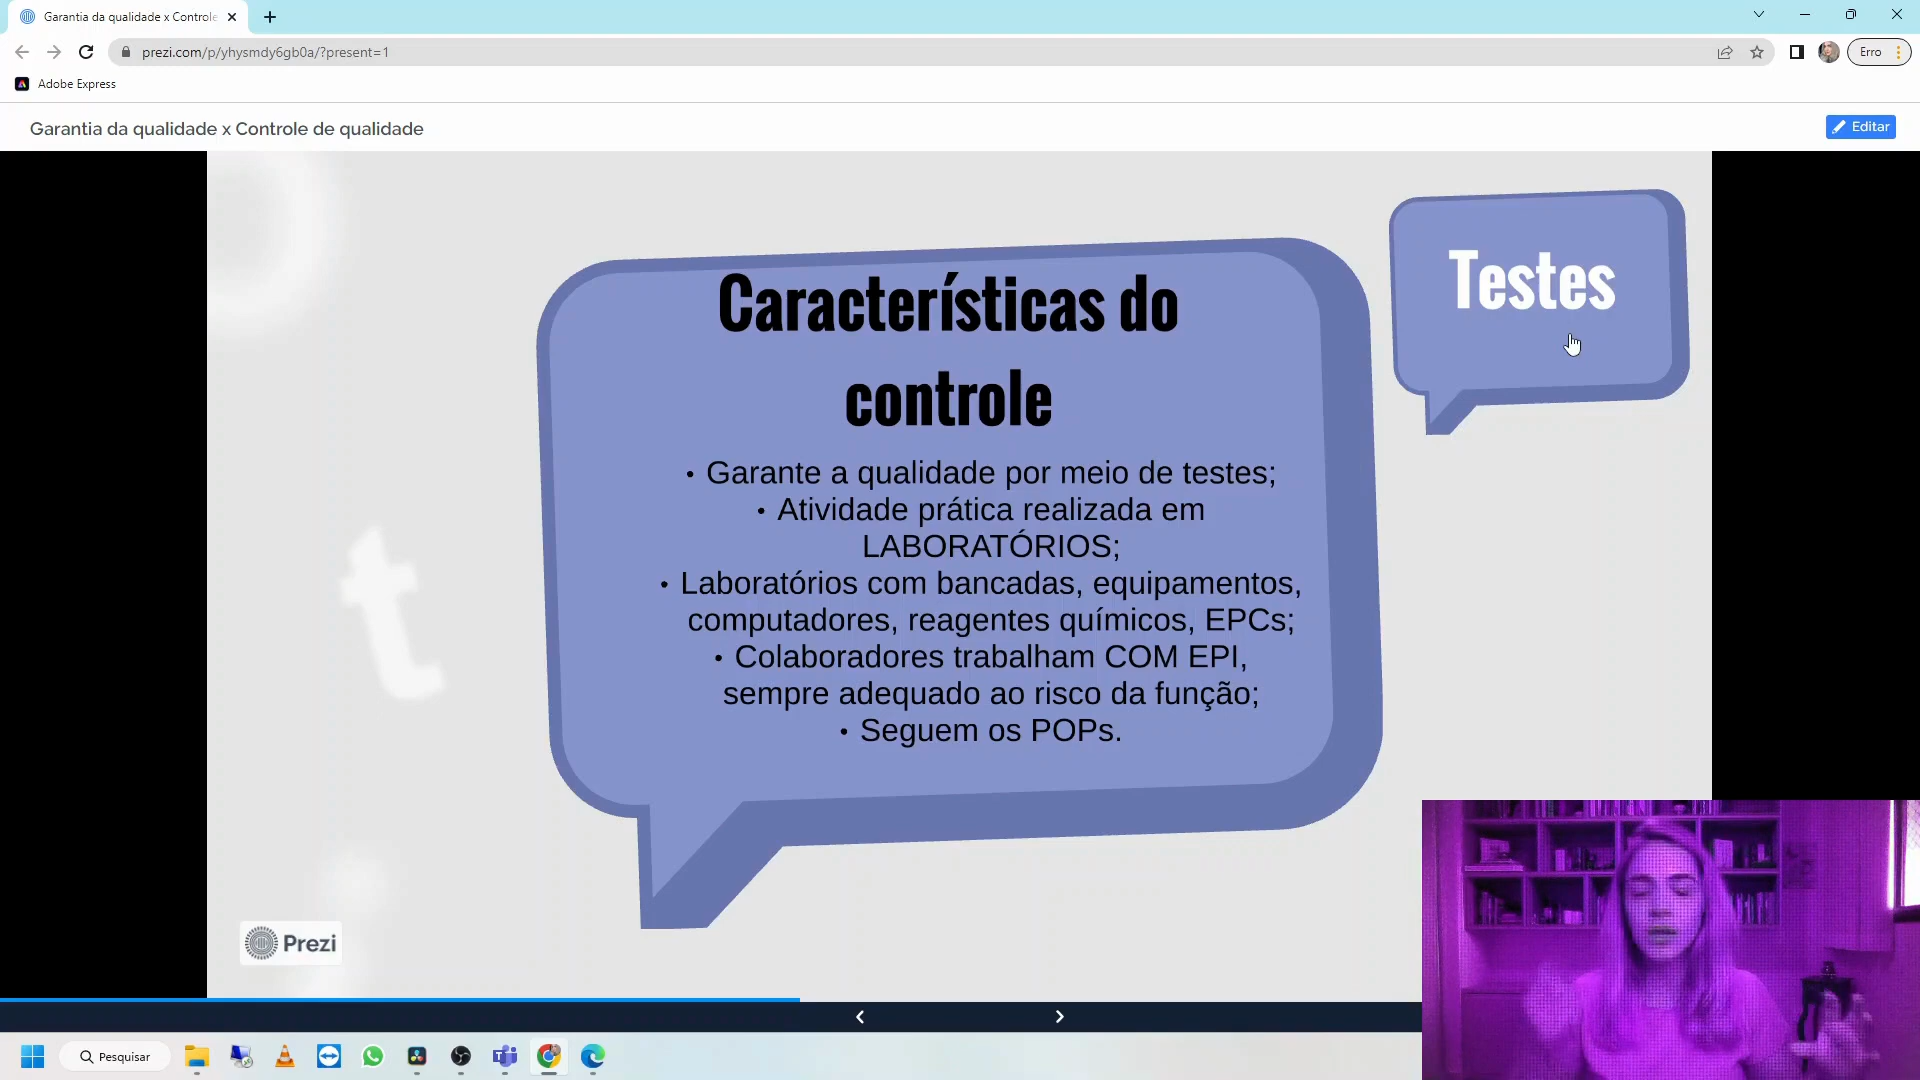 Garantia da qualidade x Controle
prezi.com/p/yhysmdy6gb0a/?present=1
Erro
Adobe Express
Garantia da qualidade x Controle de qualidade
Editar
Testes
Características do
controle
• Garante a qualidade por meio de testes;
• Atividade prática realizada em
LABORATÓRIOS;
• Laboratórios com bancadas, equipamentos,
computadores, reagentes químicos, EPCs;
• Colaboradores trabalham COM EPI,
sempre adequado ao risco da função;
• Seguem os POPs.
t
Prezi
Pesquisar